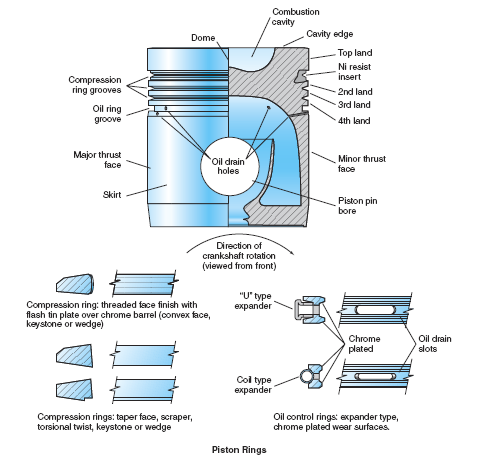 Combustion
cavity
Dome
Cavity edge
Top land
Ni resist
insert
Compression
ring grooves
2nd land
3rd land
Oil ring
groove
4th land
Major thrust
face
Oil drain
holes
Minor thrust
face
Skirt
Piston pin
bore
Direction of
crankshaft rotation
(viewed from front)
"U" type
expander
Compression ring: threaded face finish with
flash tin plate over chrome barrel (convex face,
keystone or wedge)
Chrome
plated
Oil drain
slots
Coil type
expander
Compression rings: taper face, scraper,
torsional twist, keystone or wedge
Oil control rings: expander type,
chrome plated wear surfaces.
Piston Rings